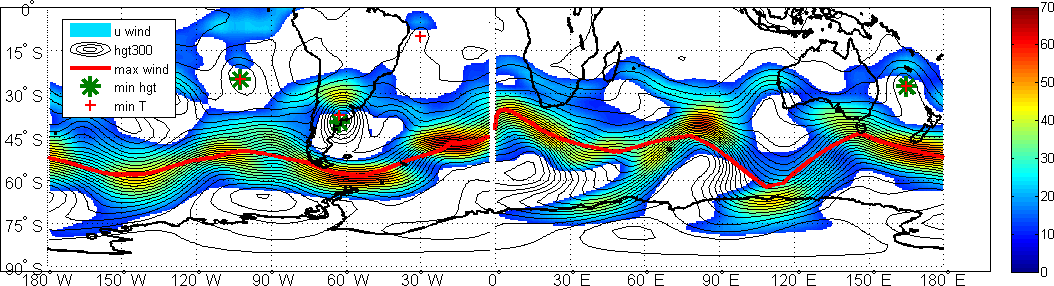 0°
15° S
30° S
45° S
60° S
75° S
90° S
u wind
hgt300
max wind
min hgt
min T
180° W 150° W 120° W 90° W 60° W 30° W 0 30° E 60° E 90° E 120° E 150° E 180° E
70
60
50
40
30
20
10
0